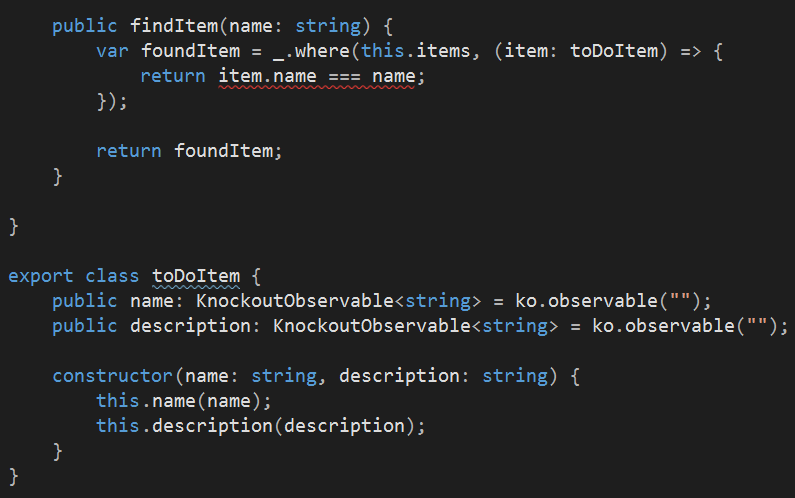 public findItem(name: string) {
var foundItem = _.where(this.items, (item: toDoItem) => {
return item.name === name;
});
return foundItem;
}
}
export class toDoItem {
public name: KnockoutObservable<string> = ko.observable("");
public description: KnockoutObservable<string> = ko.observable("");
constructor(name: string, description: string) {
this.name(name);
this.description(description);
}
}